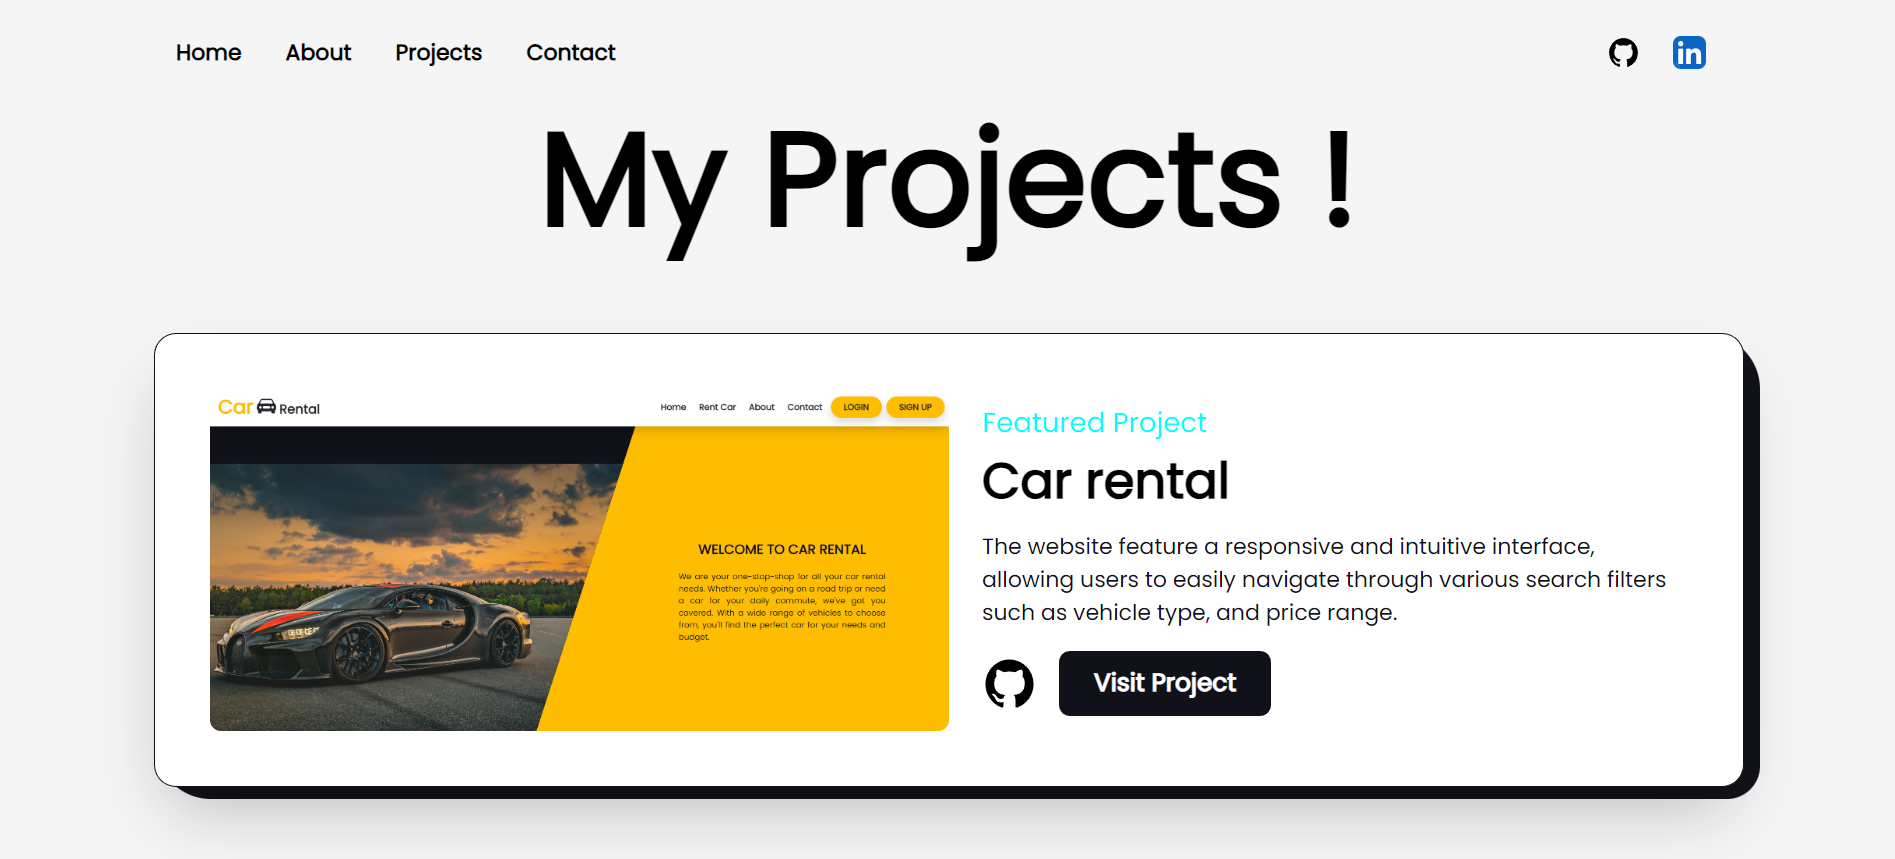 Home About Projects Contact
in
My Projects !
Car Rental
Home Rent Car About Contact LOGIN SIGN UP
WELCOME TO CAR RENTAL
We are your one-stop-shop for all your car rental
needs. Whether you're going on a road trip or need
a car for your daily commute, we've got you
covered. With a wide range of vehicles to choose
from, you'll find the perfect car for your needs and
budget.
Featured Project
Car rental
The website feature a responsive and intuitive interface,
allowing users to easily navigate through various search filters
such as vehicle type, and price range.
Visit Project